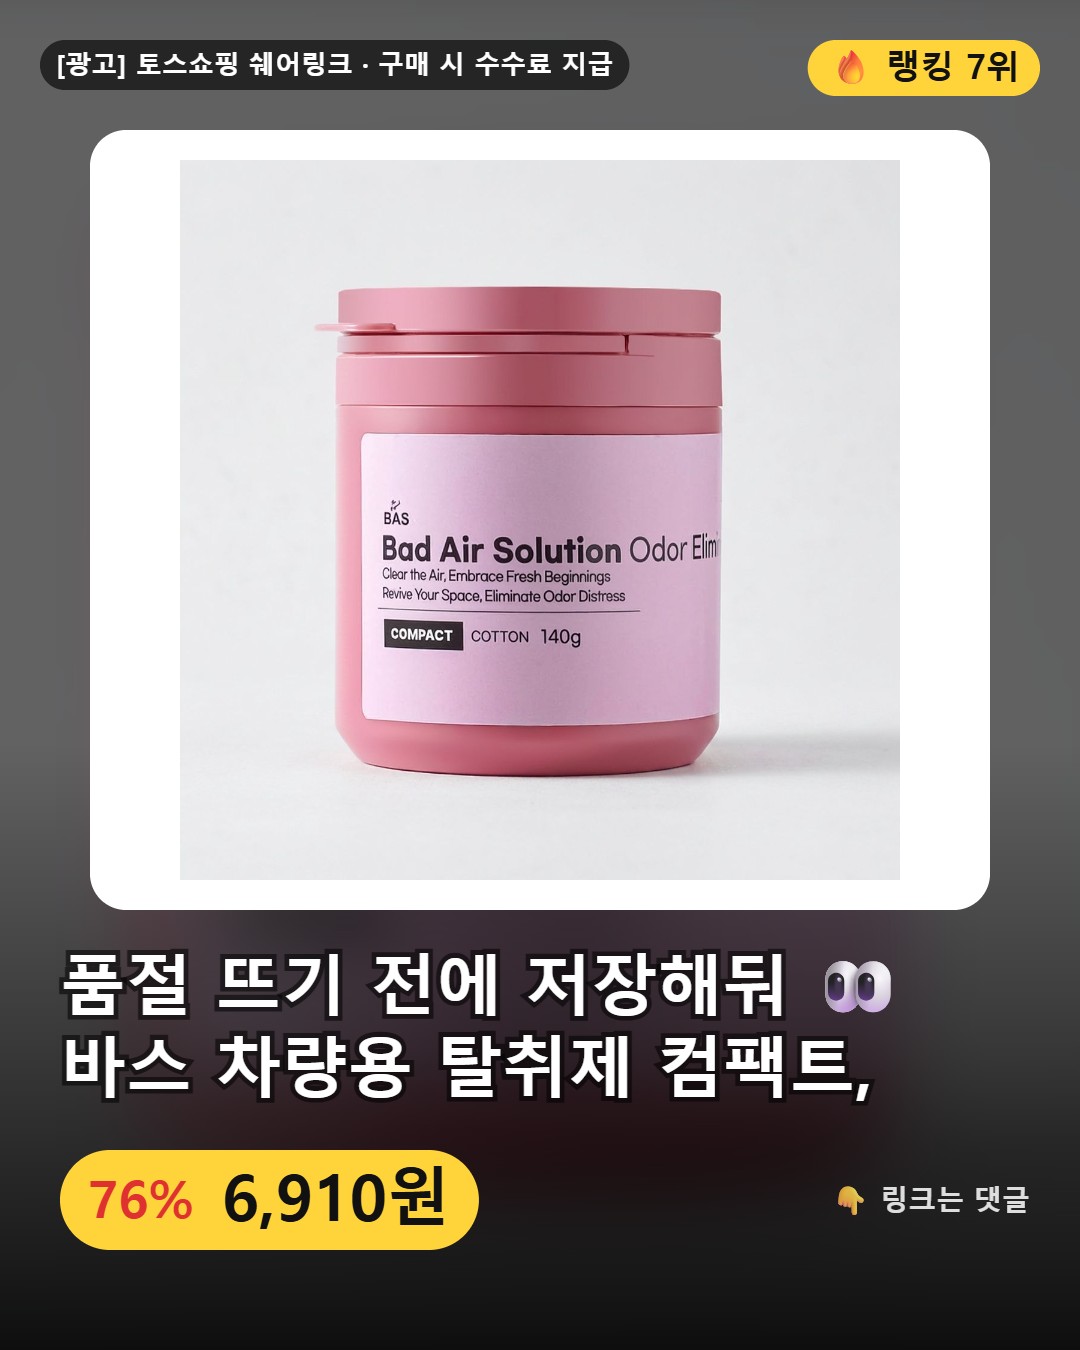 [광고] 토스쇼핑 쉐어링크 · 구매 시 수수료 지급
🔥 랭킹 7위
BAS
Bad Air Solution Odor Elimi
Clear the Air, Embrace Fresh Beginnings
Revive Your Space, Eliminate Odor Distress
COMPACT COTTON 140g
품절 뜨기 전에 저장해둬 👀
바스 차량용 탈취제 컴팩트,
76% 6,910원
👇 링크는 댓글